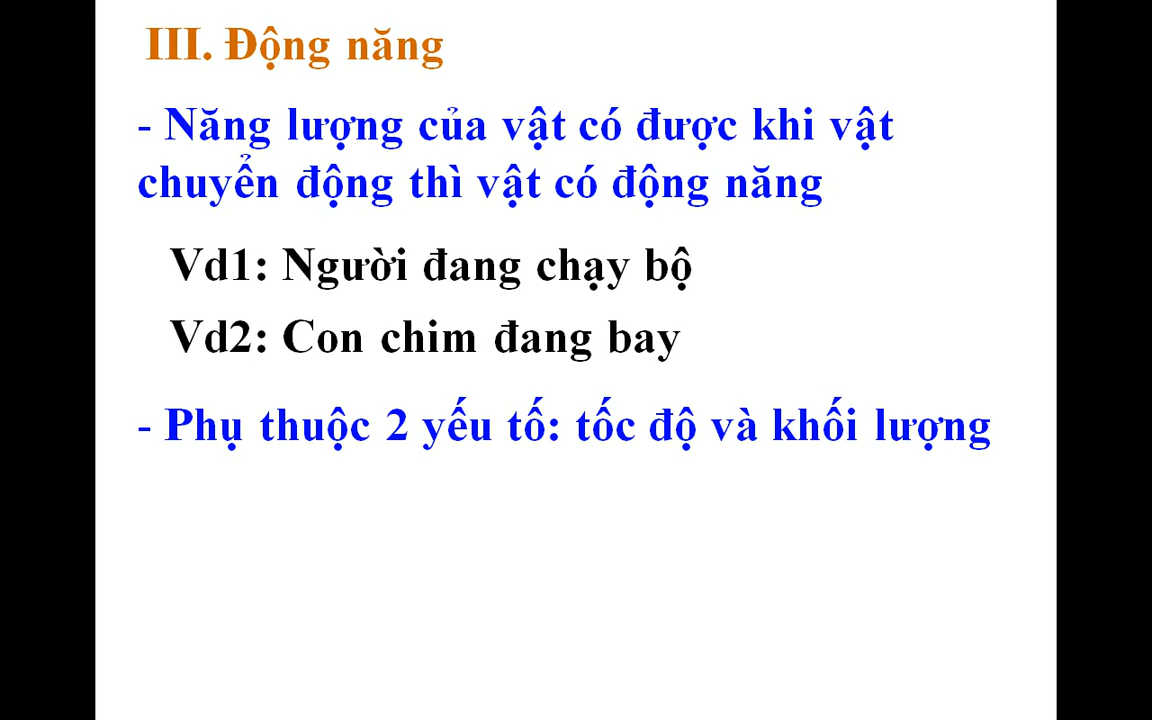 III. Động năng
- Năng lượng của vật có được khi vật
chuyển động thì vật có động năng
Vd1: Người đang chạy bộ
Vd2: Con chim đang bay
- Phụ thuộc 2 yếu tố: tốc độ và khối lượng